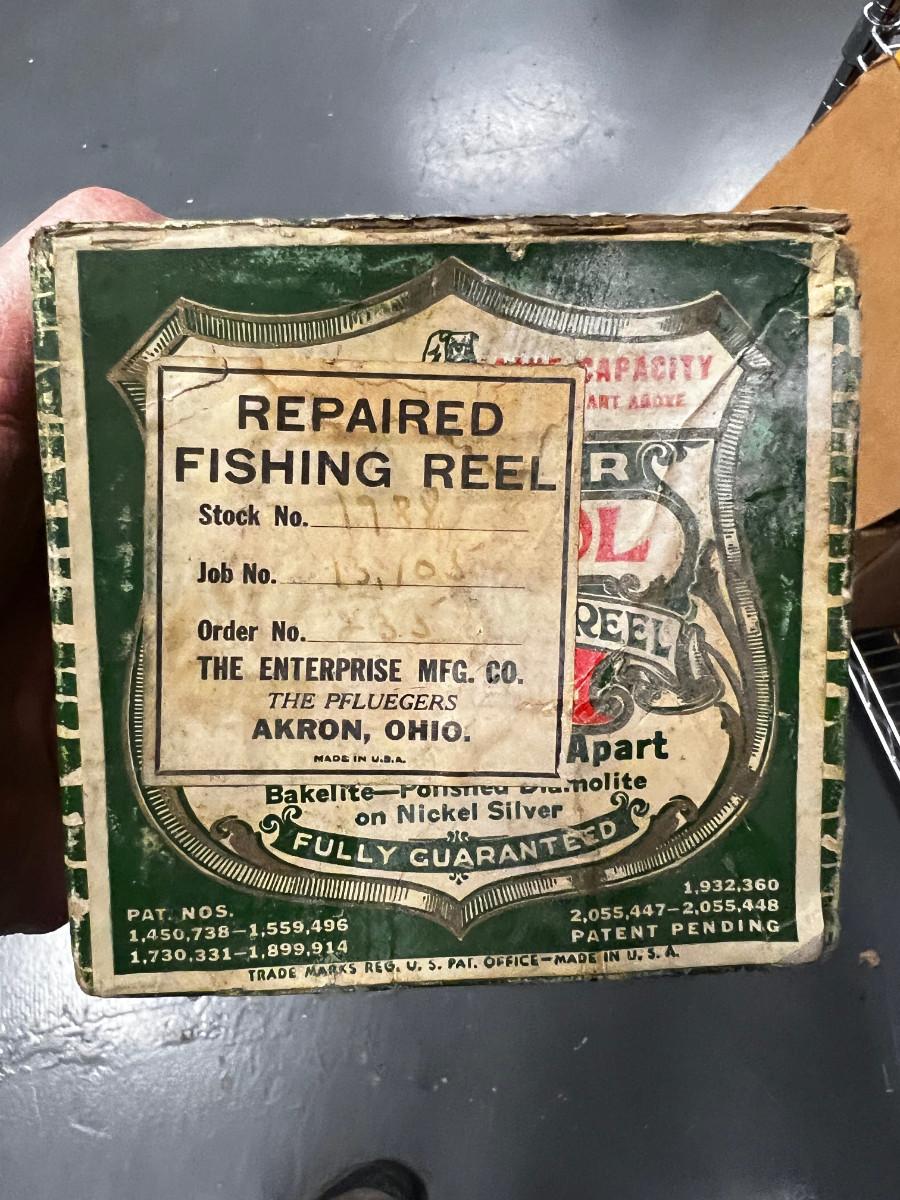 CAPACITY
ART ABOVE
REPAIRED
FISHING REEL
R
OL
Stock No. 1988
Job No.
REEL
Order No.
THE ENTERPRISE MFG. CO.
THE PFLUEGERS
AKRON, OHIO.
MADE IN U.S.A.
Apart
Bakelite—Polished Diamolite
on Nickel Silver
FULLY GUARANTEED
PAT. NOS.
1,450,738–1,559,496
1,730,331–1,899,914
1,932,360
2,055,447–2,055,448
PATENT PENDING
TRADE MARKS REG. U. S. PAT. OFFICE–MADE IN U. S. A.